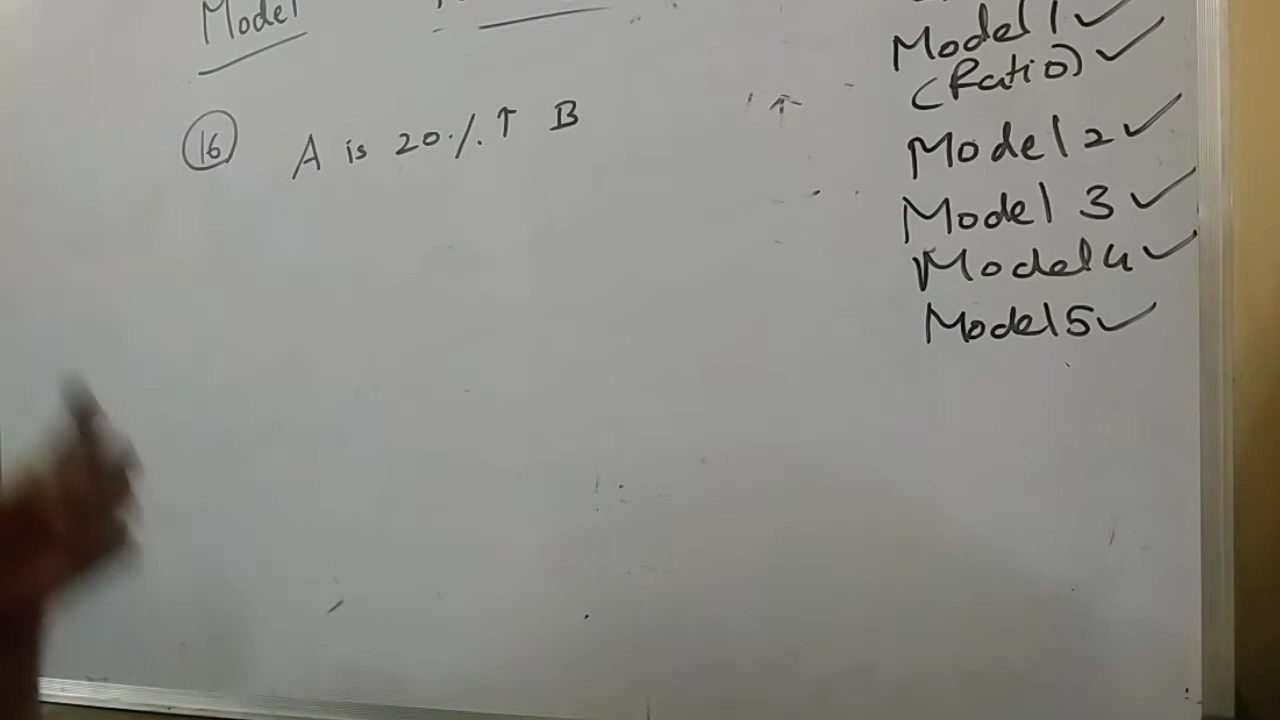 Model
16 A is 20% ↑ B
Model 1 ✓
(Ratio) ✓
Model 2 ✓
Model 3 ✓
Model 4 ✓
Model 5 ✓